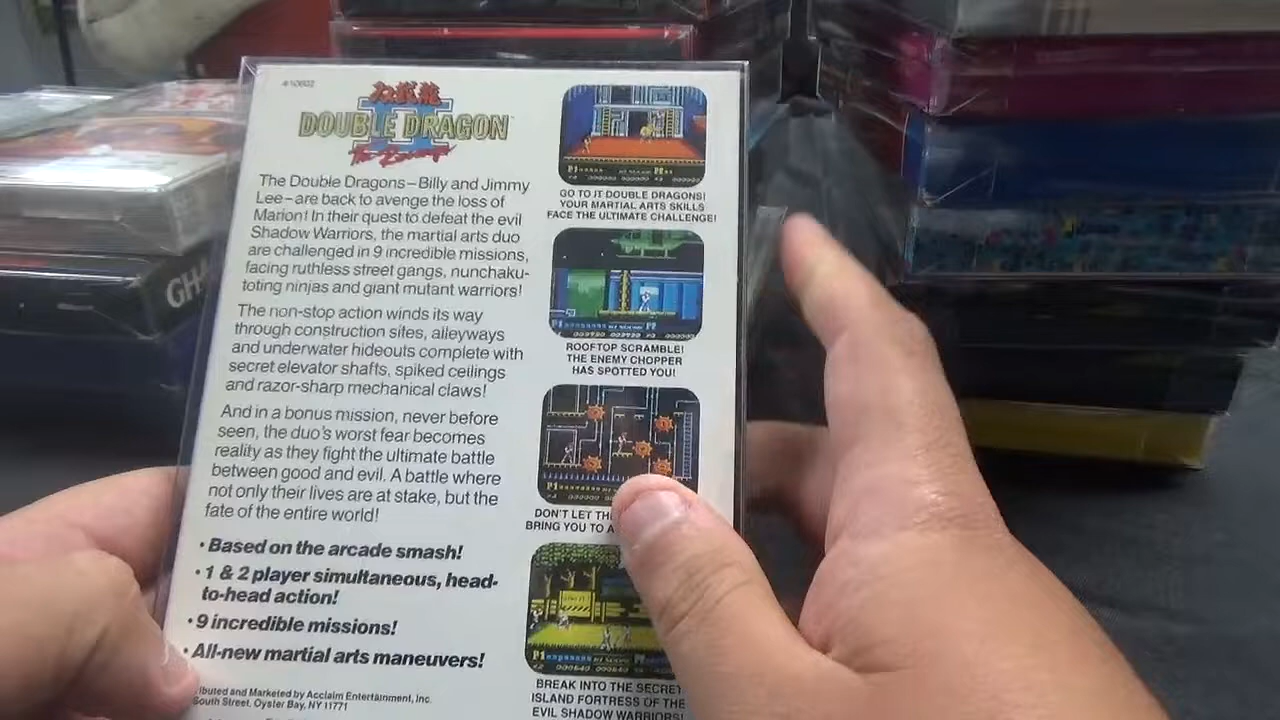 #10602
双截龍
II
DOUBLE DRAGON™
The Revenge
The Double Dragons–Billy and Jimmy
Lee–are back to avenge the loss of
Marion! In their quest to defeat the evil
Shadow Warriors, the martial arts duo
are challenged in 9 incredible missions,
facing ruthless street gangs, nunchaku-
toting ninjas and giant mutant warriors!
The non-stop action winds its way
through construction sites, alleyways
and underwater hideouts complete with
secret elevator shafts, spiked ceilings
and razor-sharp mechanical claws!
And in a bonus mission, never before
seen, the duo's worst fear becomes
reality as they fight the ultimate battle
between good and evil. A battle where
not only their lives are at stake, but the
fate of the entire world!
• Based on the arcade smash!
• 1 & 2 player simultaneous, head-
to-head action!
• 9 incredible missions!
• All-new martial arts maneuvers!
ributed and Marketed by Acclaim Entertainment, Inc.
South Street, Oyster Bay, NY 11771
GO TO IT DOUBLE DRAGONS!
YOUR MARTIAL ARTS SKILLS
FACE THE ULTIMATE CHALLENGE!
ROOFTOP SCRAMBLE!
THE ENEMY CHOPPER
HAS SPOTTED YOU!
DON'T LET TH
BRING YOU TO A
BREAK INTO THE SECRET
ISLAND FORTRESS OF THE
EVIL SHADOW WARRIORS!
GH